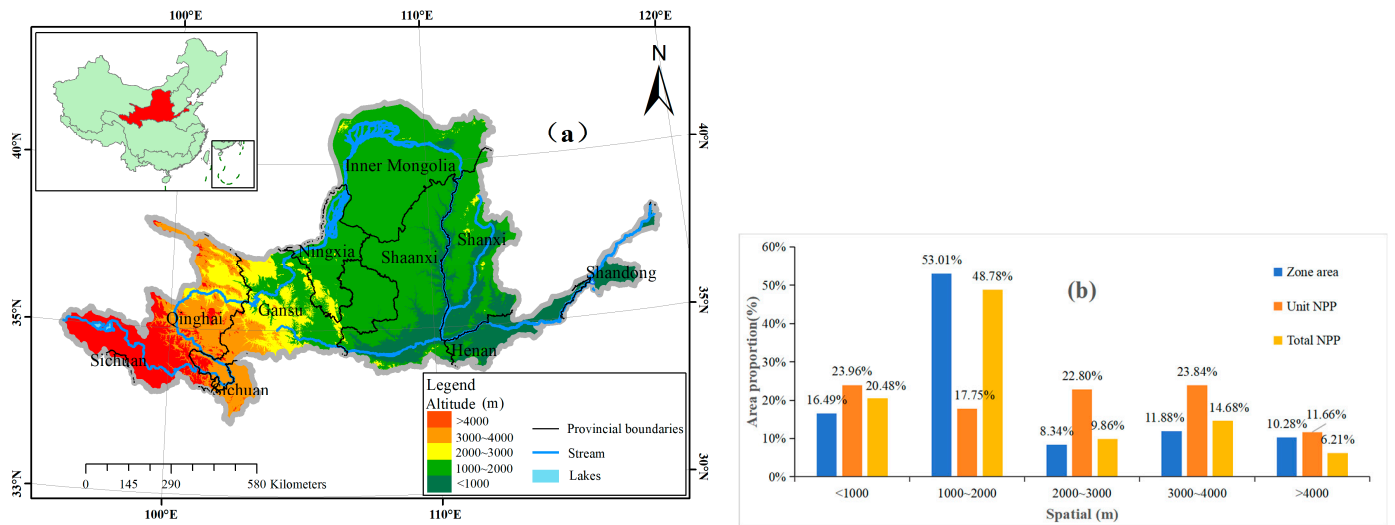 100°E
110°E
120°E
N
(a)
40°N
40°N
Inner Mongolia
Ningxia
Shaanxi
Shanxi
Shandong
Gansu
Qinghai
35°N
35°N
Sichuan
Sichuan
Henan
Legend
Altitude (m)
>4000
3000~4000
2000~3000
1000~2000
<1000
Provincial boundaries
Stream
Lakes
0 145 290 580 Kilometers
33°N
30°N
100°E
110°E
60%
50%
40%
30%
20%
10%
0%
Area proportion(%)
16.49%
23.96%
20.48%
53.01%
17.75%
48.78%
8.34%
22.80%
9.86%
11.88%
23.84%
14.68%
10.28%
11.66%
6.21%
(b)
Zone area
Unit NPP
Total NPP
<1000
1000~2000
2000~3000
3000~4000
>4000
Spatial (m)